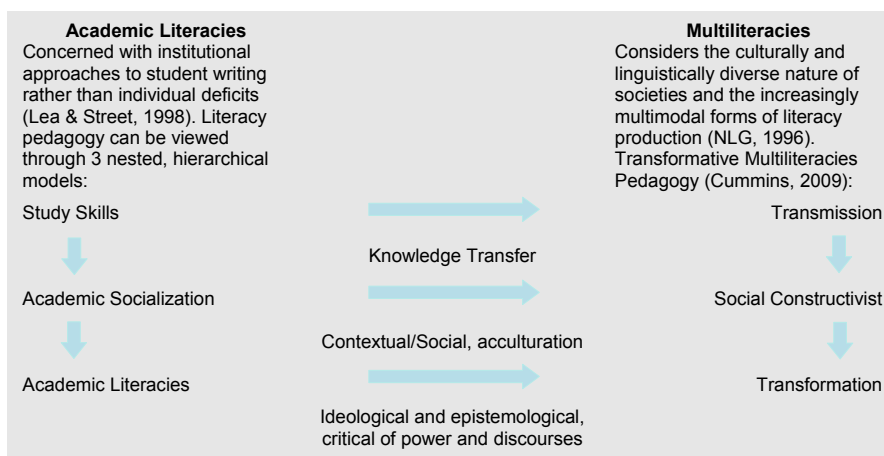 Academic Literacies
Concerned with institutional
approaches to student writing
rather than individual deficits
(Lea & Street, 1998). Literacy
pedagogy can be viewed
through 3 nested, hierarchical
models:
Multiliteracies
Considers the culturally and
linguistically diverse nature of
societies and the increasingly
multimodal forms of literacy
production (NLG, 1996).
Transformative Multiliteracies
Pedagogy (Cummins, 2009):
Study Skills
Transmission
Knowledge Transfer
Academic Socialization
Social Constructivist
Contextual/Social, acculturation
Academic Literacies
Transformation
Ideological and epistemological,
critical of power and discourses